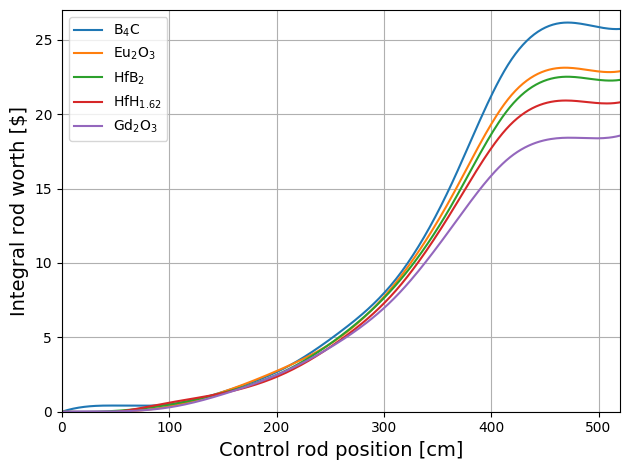 Integral rod worth [$]
25
20
15
10
5
0
B₄C
Eu₂O₃
HfB₂
HfH₁.₆₂
Gd₂O₃
0 100 200 300 400 500
Control rod position [cm]